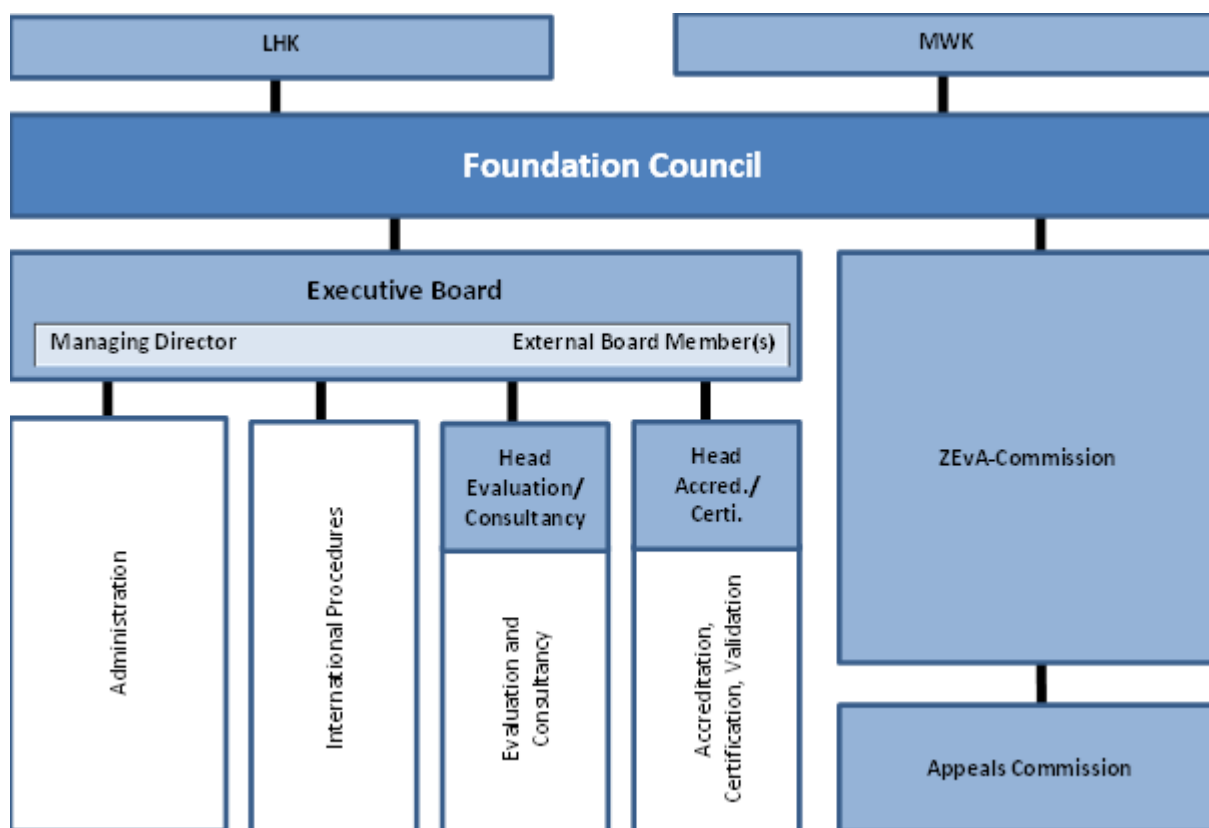 LHK
MWK
Foundation Council
Executive Board
Managing Director
External Board Member(s)
Administration
International Procedures
Head
Evaluation/
Consultancy
Evaluation and
Consultancy
Head
Accred./
Certi.
Accreditation,
Certification, Validation
ZEvA-Commission
Appeals Commission